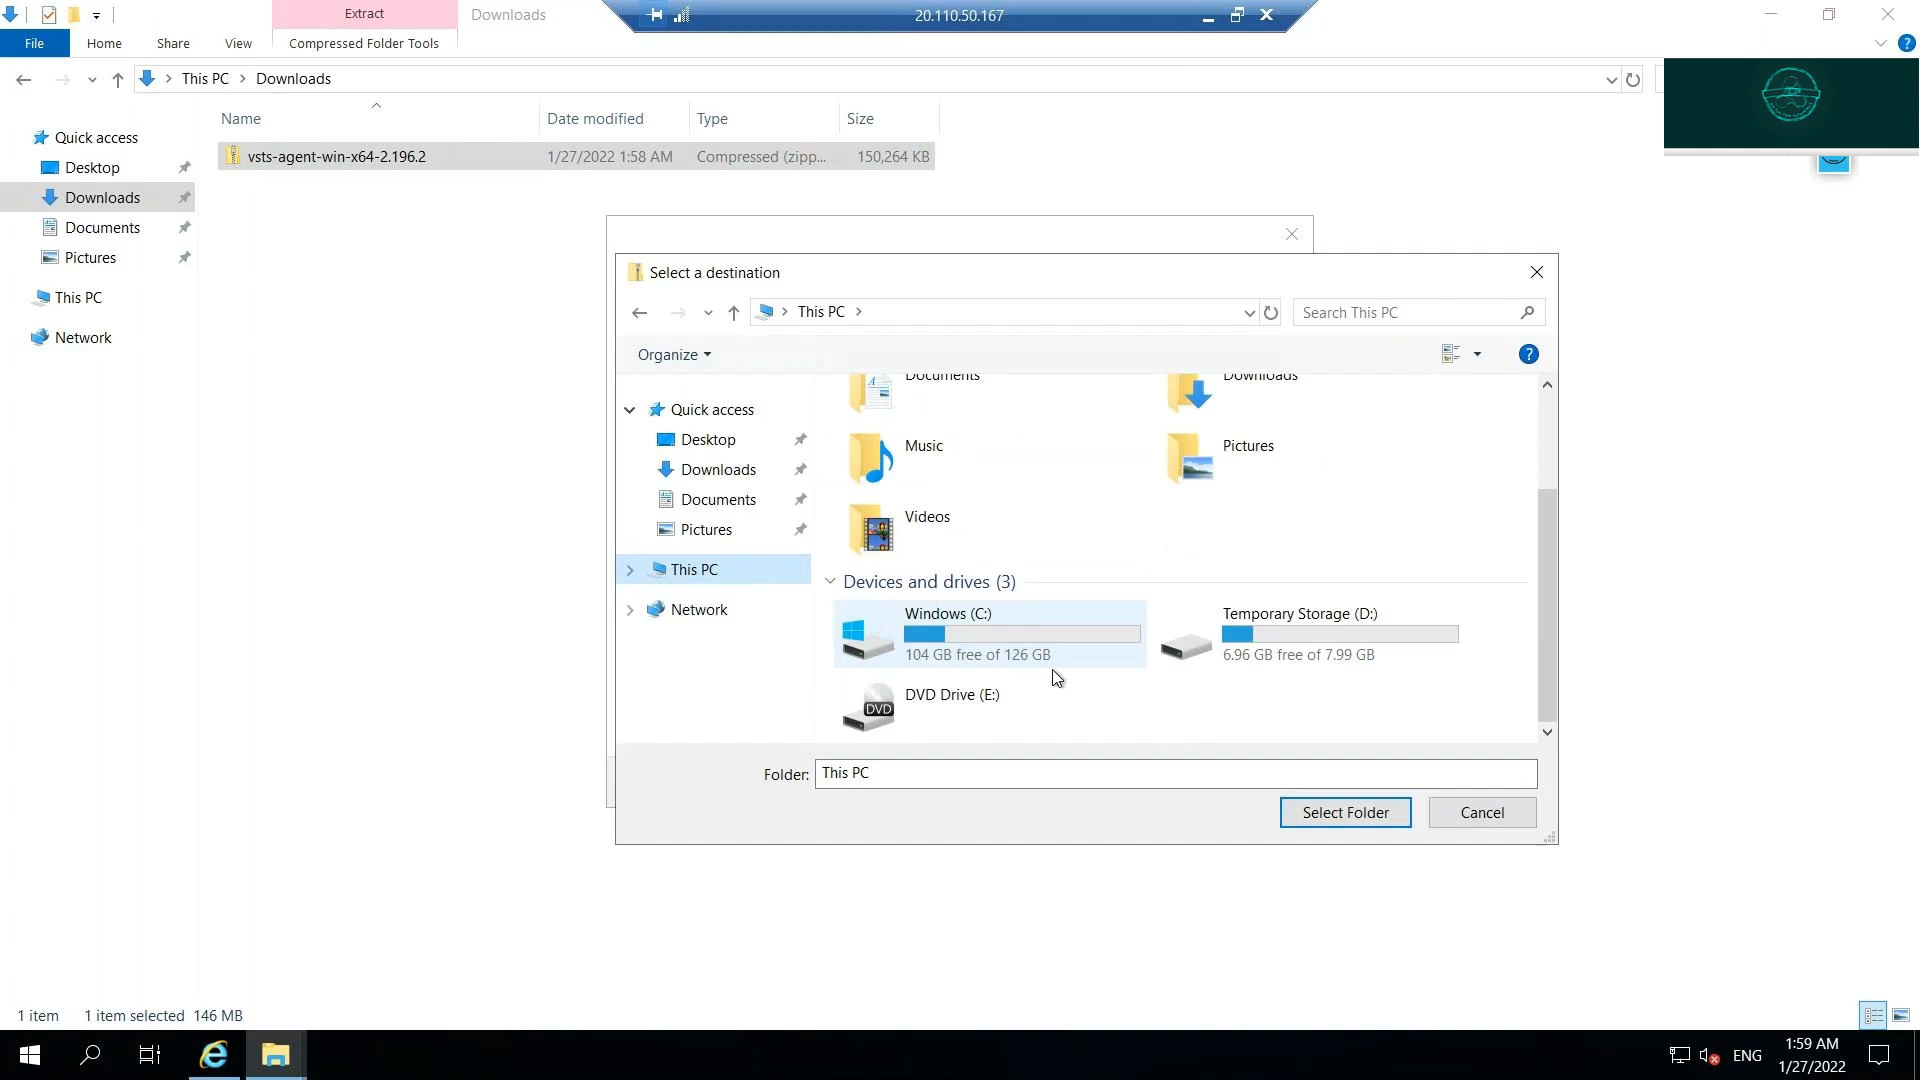 Extract
Downloads
20.110.50.167
File
Home
Share
View
Compressed Folder Tools
This PC
Downloads
Name
Date modified
Type
Size
vsts-agent-win-x64-2.196.2
1/27/2022 1:58 AM
Compressed (zipp...
150,264 KB
Quick access
Desktop
Downloads
Documents
Pictures
This PC
Network
Select a destination
This PC
Search This PC
Organize
Quick access
Desktop
Downloads
Documents
Pictures
This PC
Network
Documents
Downloads
Music
Pictures
Videos
Devices and drives (3)
Windows (C:)
104 GB free of 126 GB
Temporary Storage (D:)
6.96 GB free of 7.99 GB
DVD
DVD Drive (E:)
Folder:
This PC
Select Folder
Cancel
1 item
1 item selected
146 MB
ENG
1:59 AM
1/27/2022